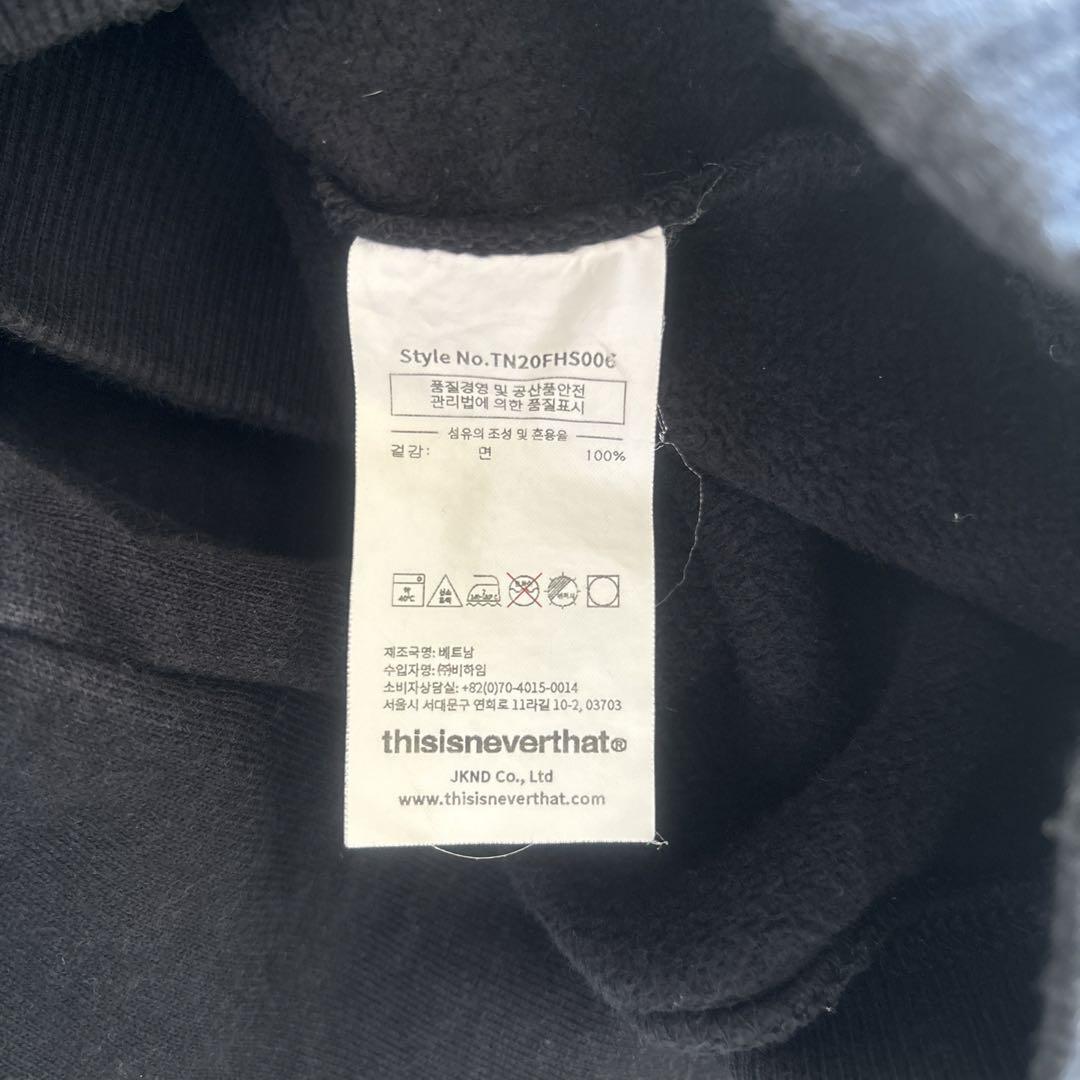 Style No.TN20FHS006
품질경영 및 공산품안전
관리법에 의한 품질표시
섬유의 조성 및 혼용율
겉감: 면 100%
약
40℃
제조국명: 베트남
수입자명: ㈜비하임
소비자상담실: +82(0)70-4015-0014
서울시 서대문구 연희로 11라길 10-2, 03703
thisisneverthat®
JKND Co., Ltd
www.thisisneverthat.com